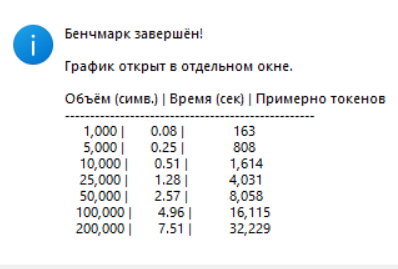 Бенчмарк завершён!
График открыт в отдельном окне.
Объём (симв.) | Время (сек) | Примерно токенов
--------------------------------------------------
1,000 | 0.08 | 163
5,000 | 0.25 | 808
10,000 | 0.51 | 1,614
25,000 | 1.28 | 4,031
50,000 | 2.57 | 8,058
100,000 | 4.96 | 16,115
200,000 | 7.51 | 32,229